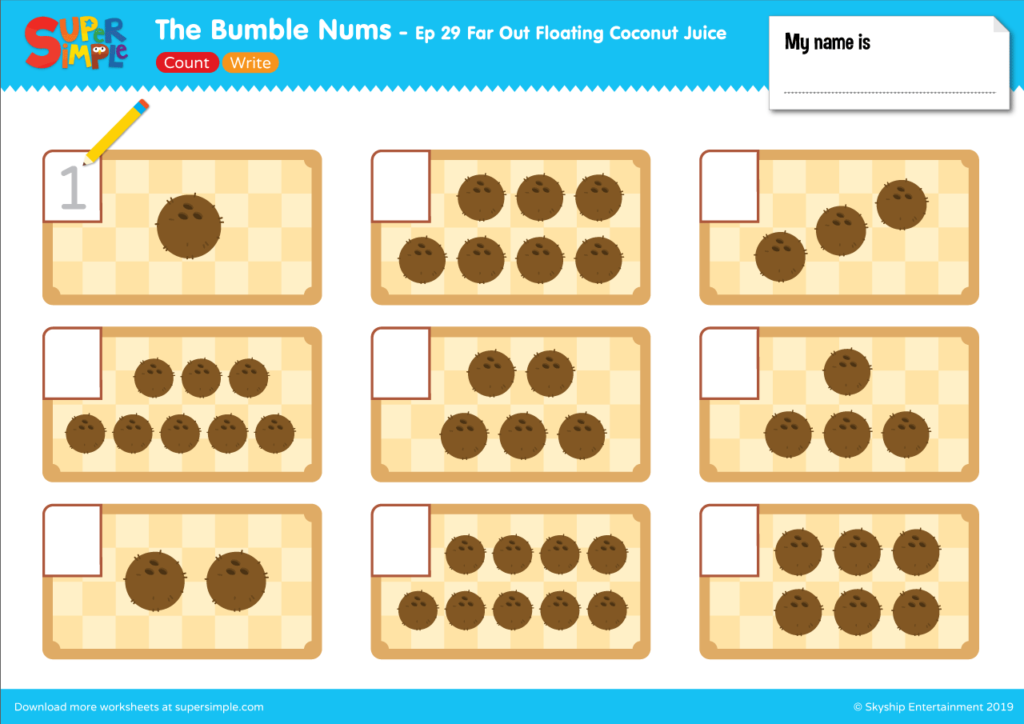 SUPER
SIMPLE
The Bumble Nums - Ep 29 Far Out Floating Coconut Juice
Count Write
My name is
1
Download more worksheets at supersimple.com
© Skyship Entertainment 2019